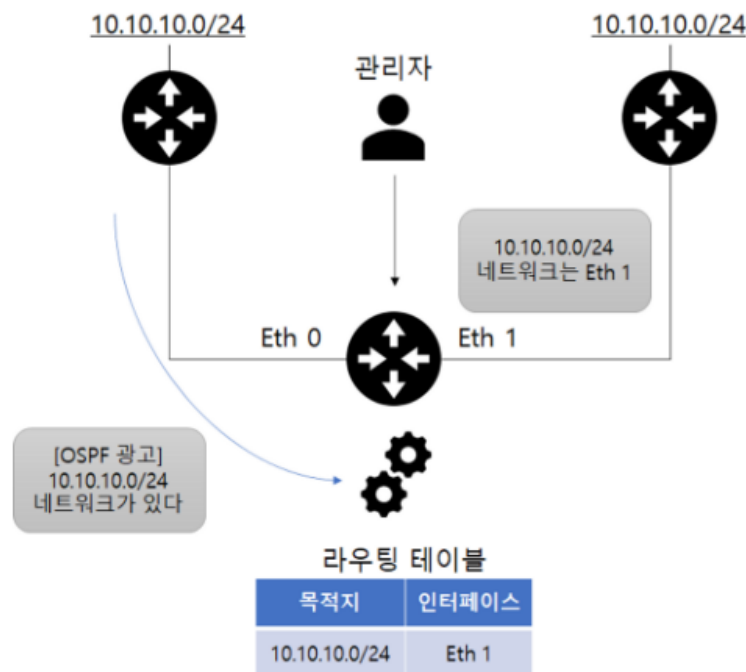 10.10.10.0/24
10.10.10.0/24
관리자
10.10.10.0/24
네트워크는 Eth 1
Eth 0
Eth 1
[OSPF 광고]
10.10.10.0/24
네트워크가 있다
라우팅 테이블
목적지
인터페이스
10.10.10.0/24
Eth 1